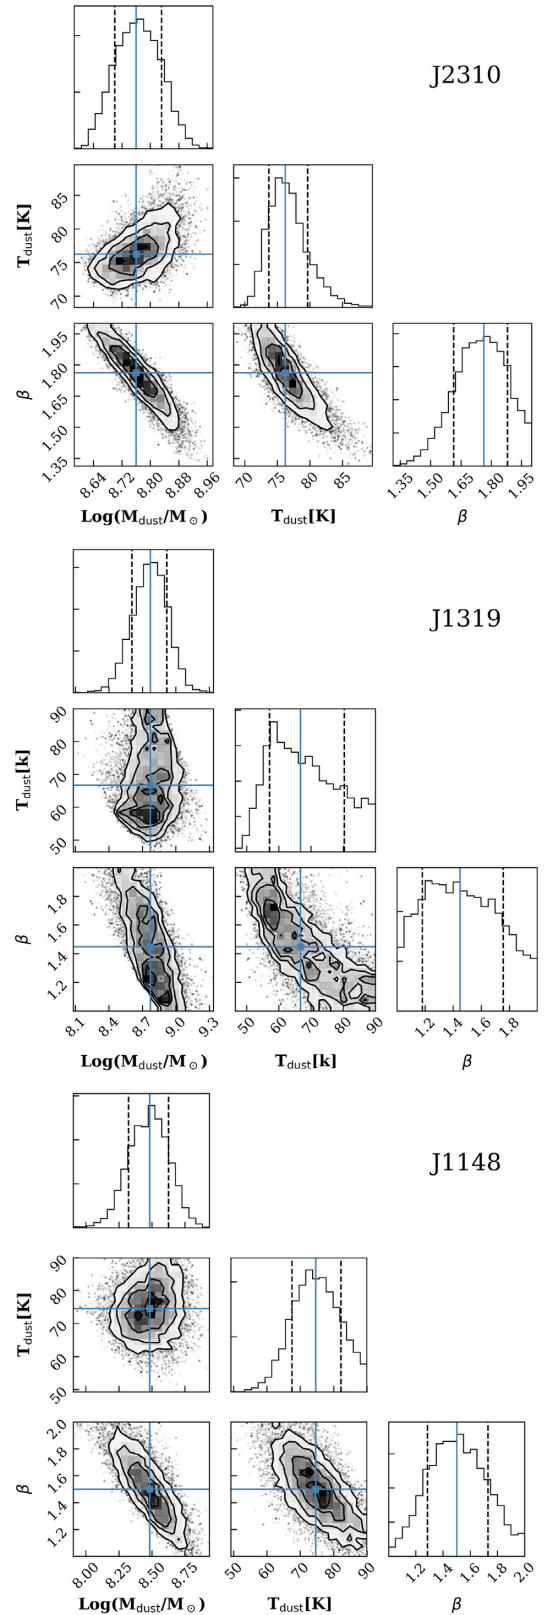 J2310
85
80
75
70
T_dust[K]
1.95
1.80
1.65
1.50
1.35
β
8.64 8.72 8.80 8.88 8.96
70 75 80 85
1.35 1.50 1.65 1.80 1.95
Log(M_dust/M_⊙) T_dust[K] β
J1319
90
80
70
60
50
T_dust[k]
1.8
1.6
1.4
1.2
β
8.1 8.4 8.7 9.0 9.3
50 60 70 80 90
1.2 1.4 1.6 1.8
Log(M_dust/M_⊙) T_dust[k] β
J1148
90
80
70
60
50
T_dust[K]
2.0
1.8
1.6
1.4
1.2
β
8.00 8.25 8.50 8.75
50 60 70 80 90
1.2 1.4 1.6 1.8 2.0
Log(M_dust/M_⊙) T_dust[K] β